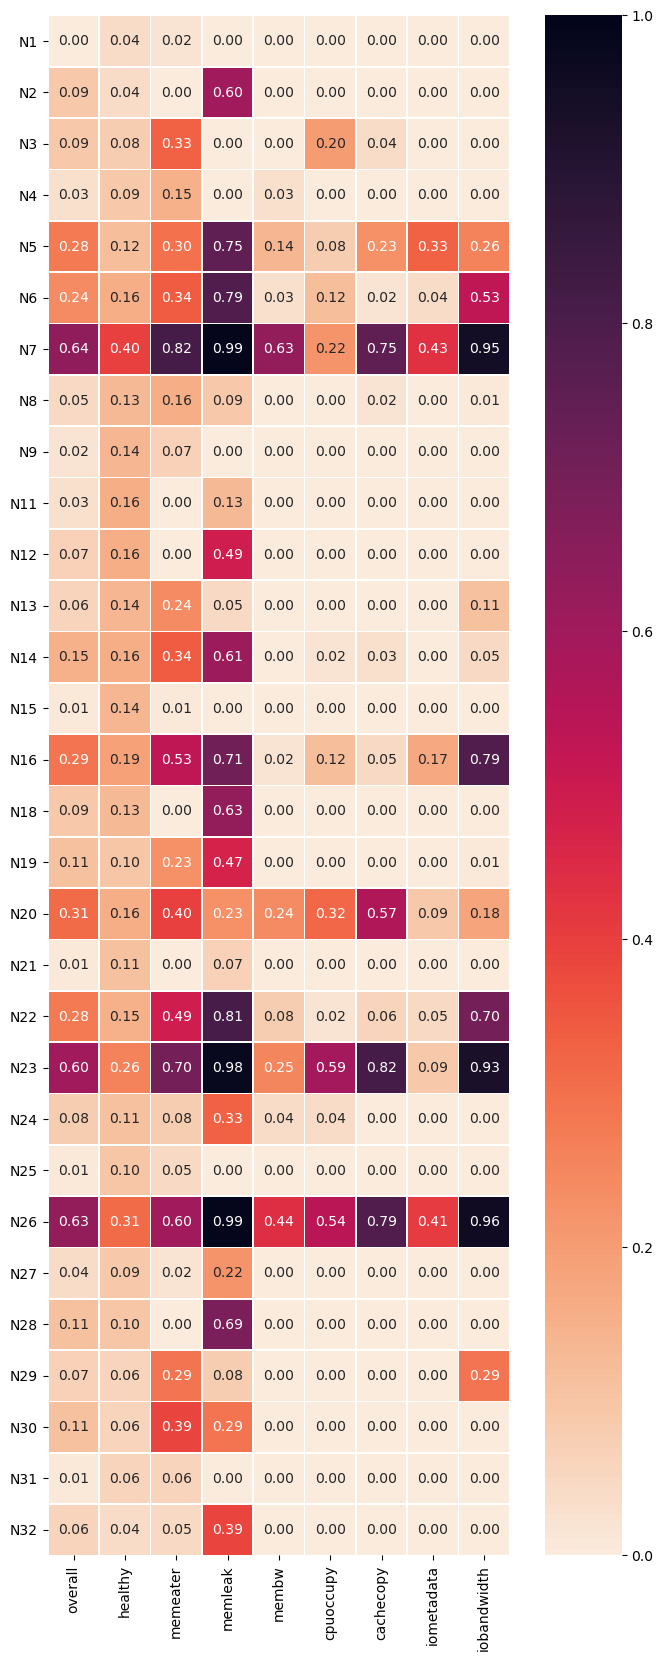 N1 0.00 0.04 0.02 0.00 0.00 0.00 0.00 0.00 0.00
N2 0.09 0.04 0.00 0.60 0.00 0.00 0.00 0.00 0.00
N3 0.09 0.08 0.33 0.00 0.00 0.20 0.04 0.00 0.00
N4 0.03 0.09 0.15 0.00 0.03 0.00 0.00 0.00 0.00
N5 0.28 0.12 0.30 0.75 0.14 0.08 0.23 0.33 0.26
N6 0.24 0.16 0.34 0.79 0.03 0.12 0.02 0.04 0.53
N7 0.64 0.40 0.82 0.99 0.63 0.22 0.75 0.43 0.95
N8 0.05 0.13 0.16 0.09 0.00 0.00 0.02 0.00 0.01
N9 0.02 0.14 0.07 0.00 0.00 0.00 0.00 0.00 0.00
N11 0.03 0.16 0.00 0.13 0.00 0.00 0.00 0.00 0.00
N12 0.07 0.16 0.00 0.49 0.00 0.00 0.00 0.00 0.00
N13 0.06 0.14 0.24 0.05 0.00 0.00 0.00 0.00 0.11
N14 0.15 0.16 0.34 0.61 0.00 0.02 0.03 0.00 0.05
N15 0.01 0.14 0.01 0.00 0.00 0.00 0.00 0.00 0.00
N16 0.29 0.19 0.53 0.71 0.02 0.12 0.05 0.17 0.79
N18 0.09 0.13 0.00 0.63 0.00 0.00 0.00 0.00 0.00
N19 0.11 0.10 0.23 0.47 0.00 0.00 0.00 0.00 0.01
N20 0.31 0.16 0.40 0.23 0.24 0.32 0.57 0.09 0.18
N21 0.01 0.11 0.00 0.07 0.00 0.00 0.00 0.00 0.00
N22 0.28 0.15 0.49 0.81 0.08 0.02 0.06 0.05 0.70
N23 0.60 0.26 0.70 0.98 0.25 0.59 0.82 0.09 0.93
N24 0.08 0.11 0.08 0.33 0.04 0.04 0.00 0.00 0.00
N25 0.01 0.10 0.05 0.00 0.00 0.00 0.00 0.00 0.00
N26 0.63 0.31 0.60 0.99 0.44 0.54 0.79 0.41 0.96
N27 0.04 0.09 0.02 0.22 0.00 0.00 0.00 0.00 0.00
N28 0.11 0.10 0.00 0.69 0.00 0.00 0.00 0.00 0.00
N29 0.07 0.06 0.29 0.08 0.00 0.00 0.00 0.00 0.29
N30 0.11 0.06 0.39 0.29 0.00 0.00 0.00 0.00 0.00
N31 0.01 0.06 0.06 0.00 0.00 0.00 0.00 0.00 0.00
N32 0.06 0.04 0.05 0.39 0.00 0.00 0.00 0.00 0.00
overall healthy memeater memleak membw cpuoccupy cachecopy iometadata iobandwidth
1.0
0.8
0.6
0.4
0.2
0.0